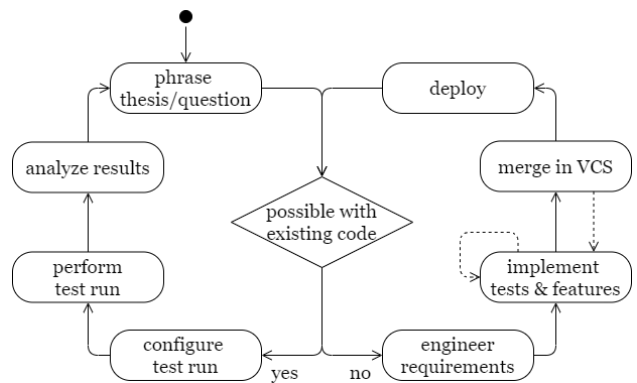 phrase
thesis/question
deploy
analyze results
merge in VCS
possible with
existing code
perform
test run
implement
tests & features
configure
test run
engineer
requirements
yes
no